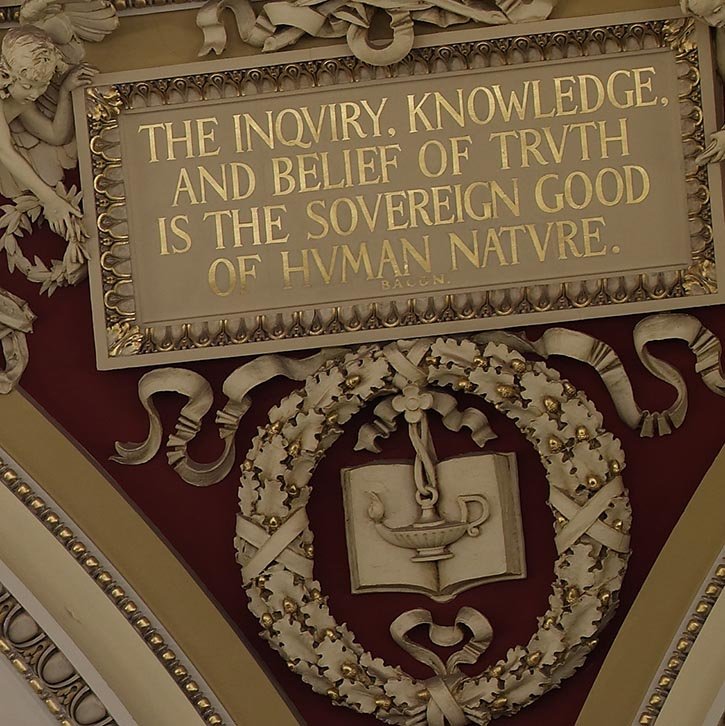 THE INQVIRY, KNOWLEDGE,
AND BELIEF OF TRVTH
IS THE SOVEREIGN GOOD
OF HVMAN NATVRE.
BACON.